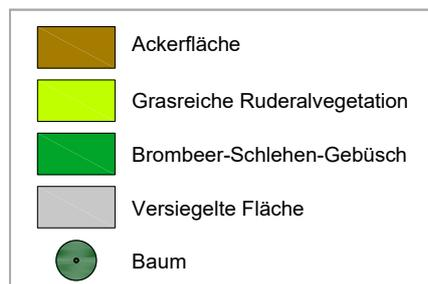 Ackerfläche
Grasreiche Ruderalvegetation
Brombeer-Schlehen-Gebüsch
Versiegelte Fläche
Baum